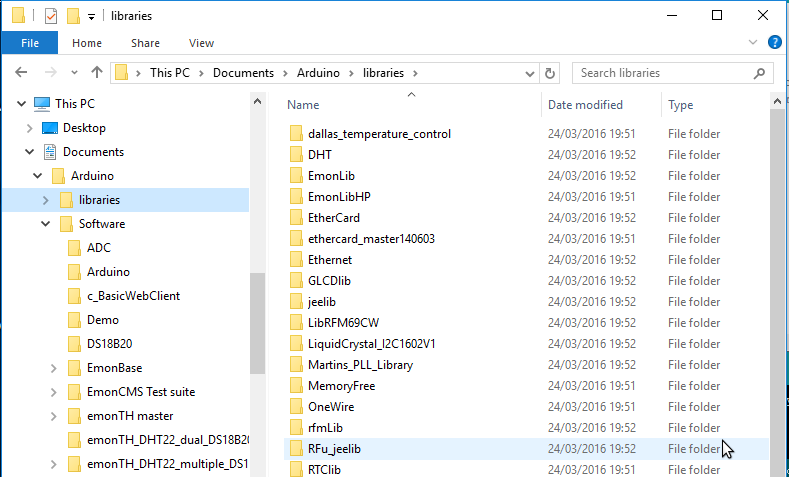 libraries
File Home Share View
This PC Documents Arduino libraries Search libraries
This PC
Desktop
Documents
Arduino
libraries
Software
ADC
Arduino
c_BasicWebClient
Demo
DS18B20
EmonBase
EmonCMS Test suite
emonTH master
emonTH_DHT22_dual_DS18B20
emonTH_DHT22_multiple_DS1
Name Date modified Type
dallas_temperature_control 24/03/2016 19:51 File folder
DHT 24/03/2016 19:52 File folder
EmonLib 24/03/2016 19:52 File folder
EmonLibHP 24/03/2016 19:51 File folder
EtherCard 24/03/2016 19:52 File folder
ethercard_master140603 24/03/2016 19:51 File folder
Ethernet 24/03/2016 19:52 File folder
GLCDlib 24/03/2016 19:52 File folder
jeelib 24/03/2016 19:52 File folder
LibRFM69CW 24/03/2016 19:52 File folder
LiquidCrystal_I2C1602V1 24/03/2016 19:52 File folder
Martins_PLL_Library 24/03/2016 19:52 File folder
MemoryFree 24/03/2016 19:51 File folder
OneWire 24/03/2016 19:51 File folder
rfmLib 24/03/2016 19:52 File folder
RFu_jeelib 24/03/2016 19:52 File folder
RTClib 24/03/2016 19:51 File folder